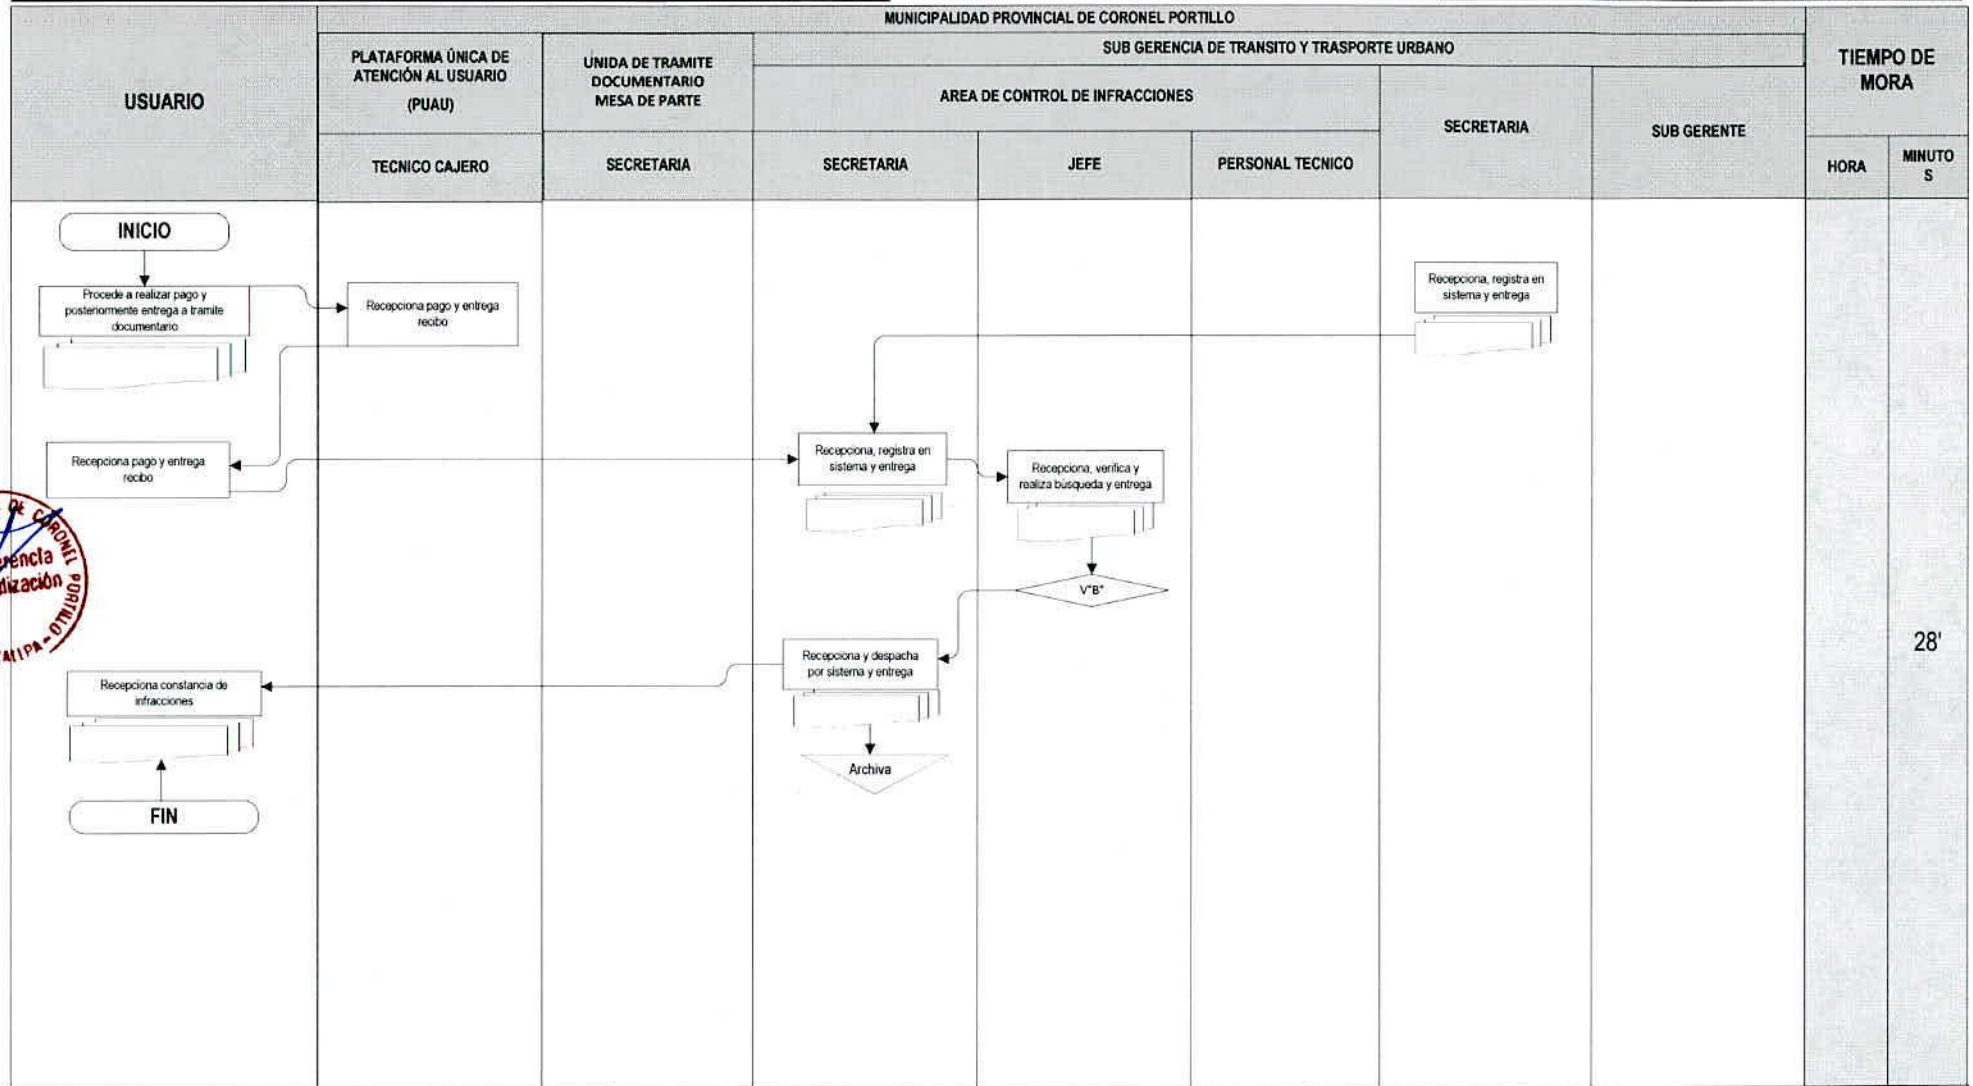 MUNICIPALIDAD PROVINCIAL DE CORONEL PORTILLO
USUARIO
PLATAFORMA ÚNICA DE
ATENCIÓN AL USUARIO
(PUAU)
UNIDA DE TRAMITE
DOCUMENTARIO
MESA DE PARTE
SUB GERENCIA DE TRANSITO Y TRASPORTE URBANO
TIEMPO DE
MORA
AREA DE CONTROL DE INFRACCIONES
SECRETARIA
SUB GERENTE
TECNICO CAJERO
SECRETARIA
SECRETARIA
JEFE
PERSONAL TECNICO
HORA
MINUTO
S
INICIO
Procede a realizar pago y
posteriormente entrega a tramite
documentario
Recepciona pago y entrega
recibo
Recepciona, registra en
sistema y entrega
Recepciona pago y entrega
recibo
Recepciona, registra en
sistema y entrega
Recepciona, verifica y
realiza búsqueda y entrega
V°B°
DE CORONEL PORTILLO
Recepciona y despacha
por sistema y entrega
28'
Recepciona constancia de
infracciones
Archiva
FIN